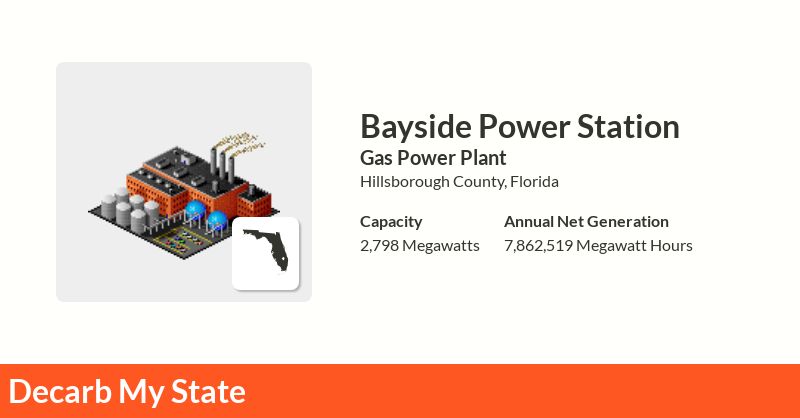 Bayside Power Station
Gas Power Plant
Hillsborough County, Florida
Capacity
2,798 Megawatts
Annual Net Generation
7,862,519 Megawatt Hours
Decarb My State